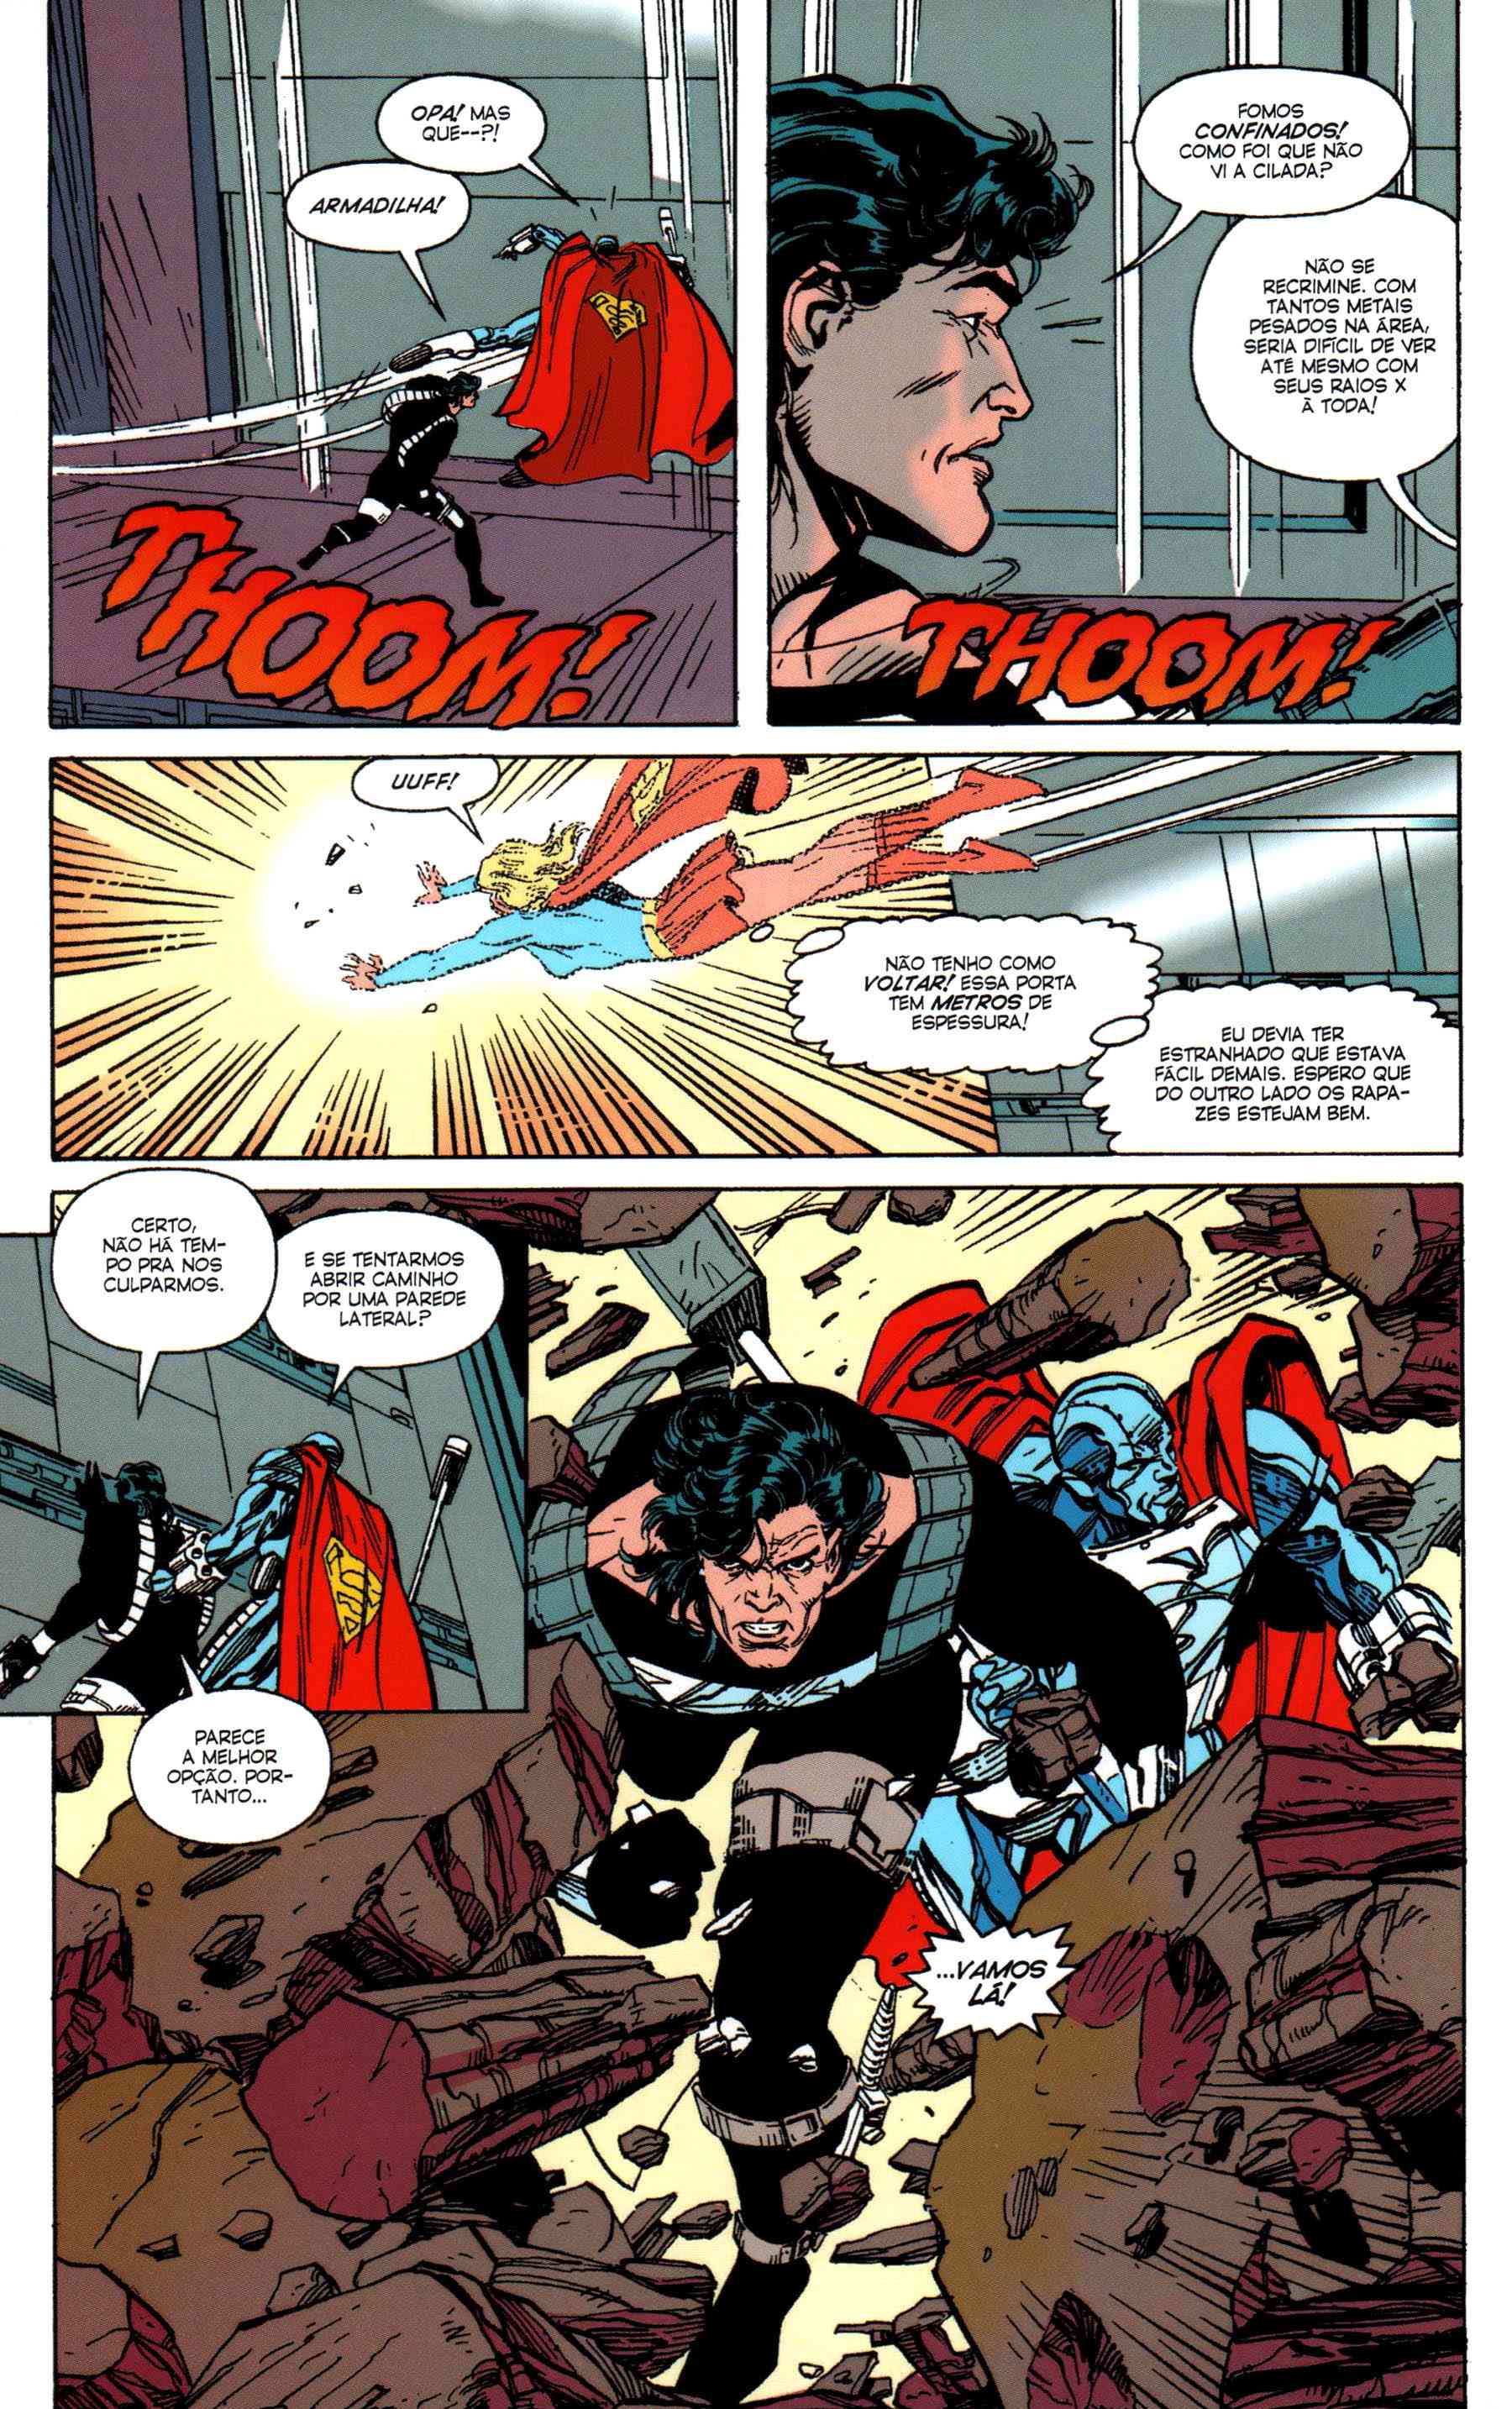 OPA! MAS
QUE--?!
ARMADILHA!
THOOM!
FOMOS
CONFINADOS!
COMO FOI QUE NÃO
VI A CILADA?
NÃO SE
RECRIMINE. COM
TANTOS METAIS
PESADOS NA ÁREA,
SERIA DIFÍCIL DE VER
ATÉ MESMO COM
SEUS RAIOS X
À TODA!
THOOM!
UUFF!
NÃO TENHO COMO
VOLTAR! ESSA PORTA
TEM METROS DE
ESPESSURA!
EU DEVIA TER
ESTRANHADO QUE ESTAVA
FÁCIL DEMAIS. ESPERO QUE
DO OUTRO LADO OS RAPA-
ZES ESTEJAM BEM.
CERTO,
NÃO HÁ TEM-
PO PRA NOS
CULPARMOS.
E SE TENTARMOS
ABRIR CAMINHO
POR UMA PAREDE
LATERAL?
PARECE
A MELHOR
OPÇÃO. POR-
TANTO...
...VAMOS
LÁ!